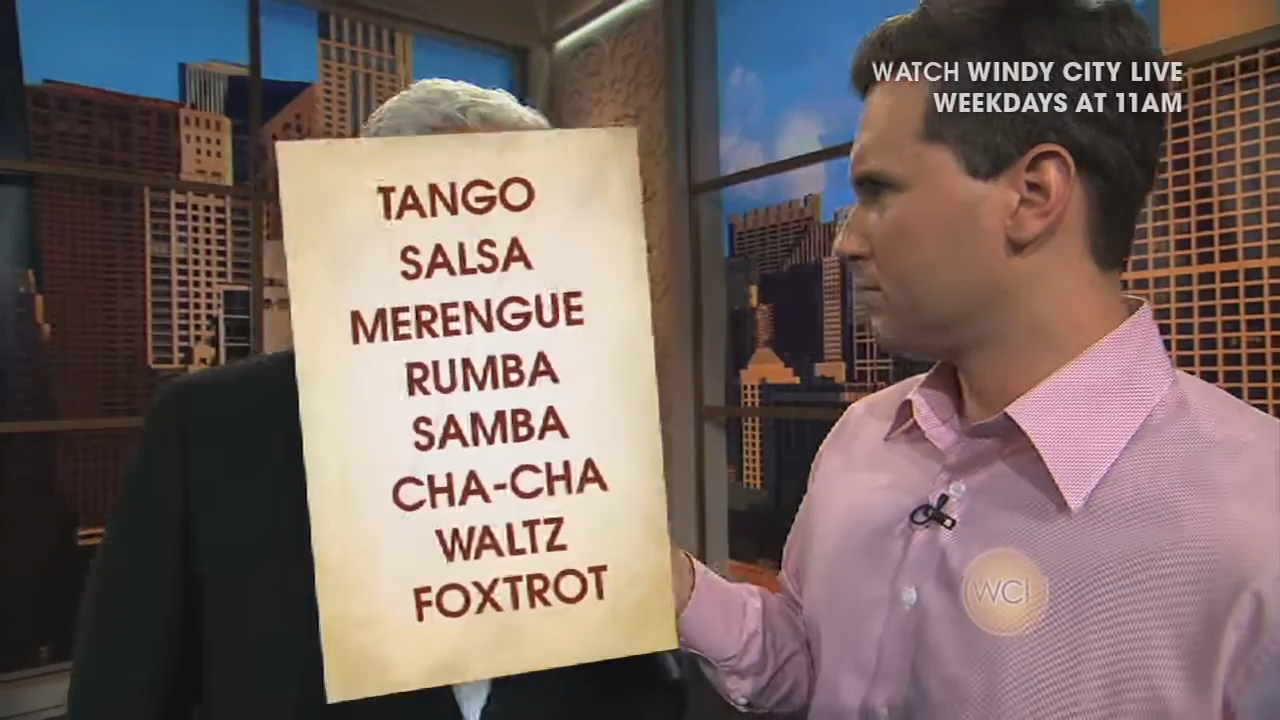 WATCH WINDY CITY LIVE
WEEKDAYS AT 11AM
TANGO
SALSA
MERENGUE
RUMBA
SAMBA
CHA-CHA
WALTZ
FOXTROT
WCL